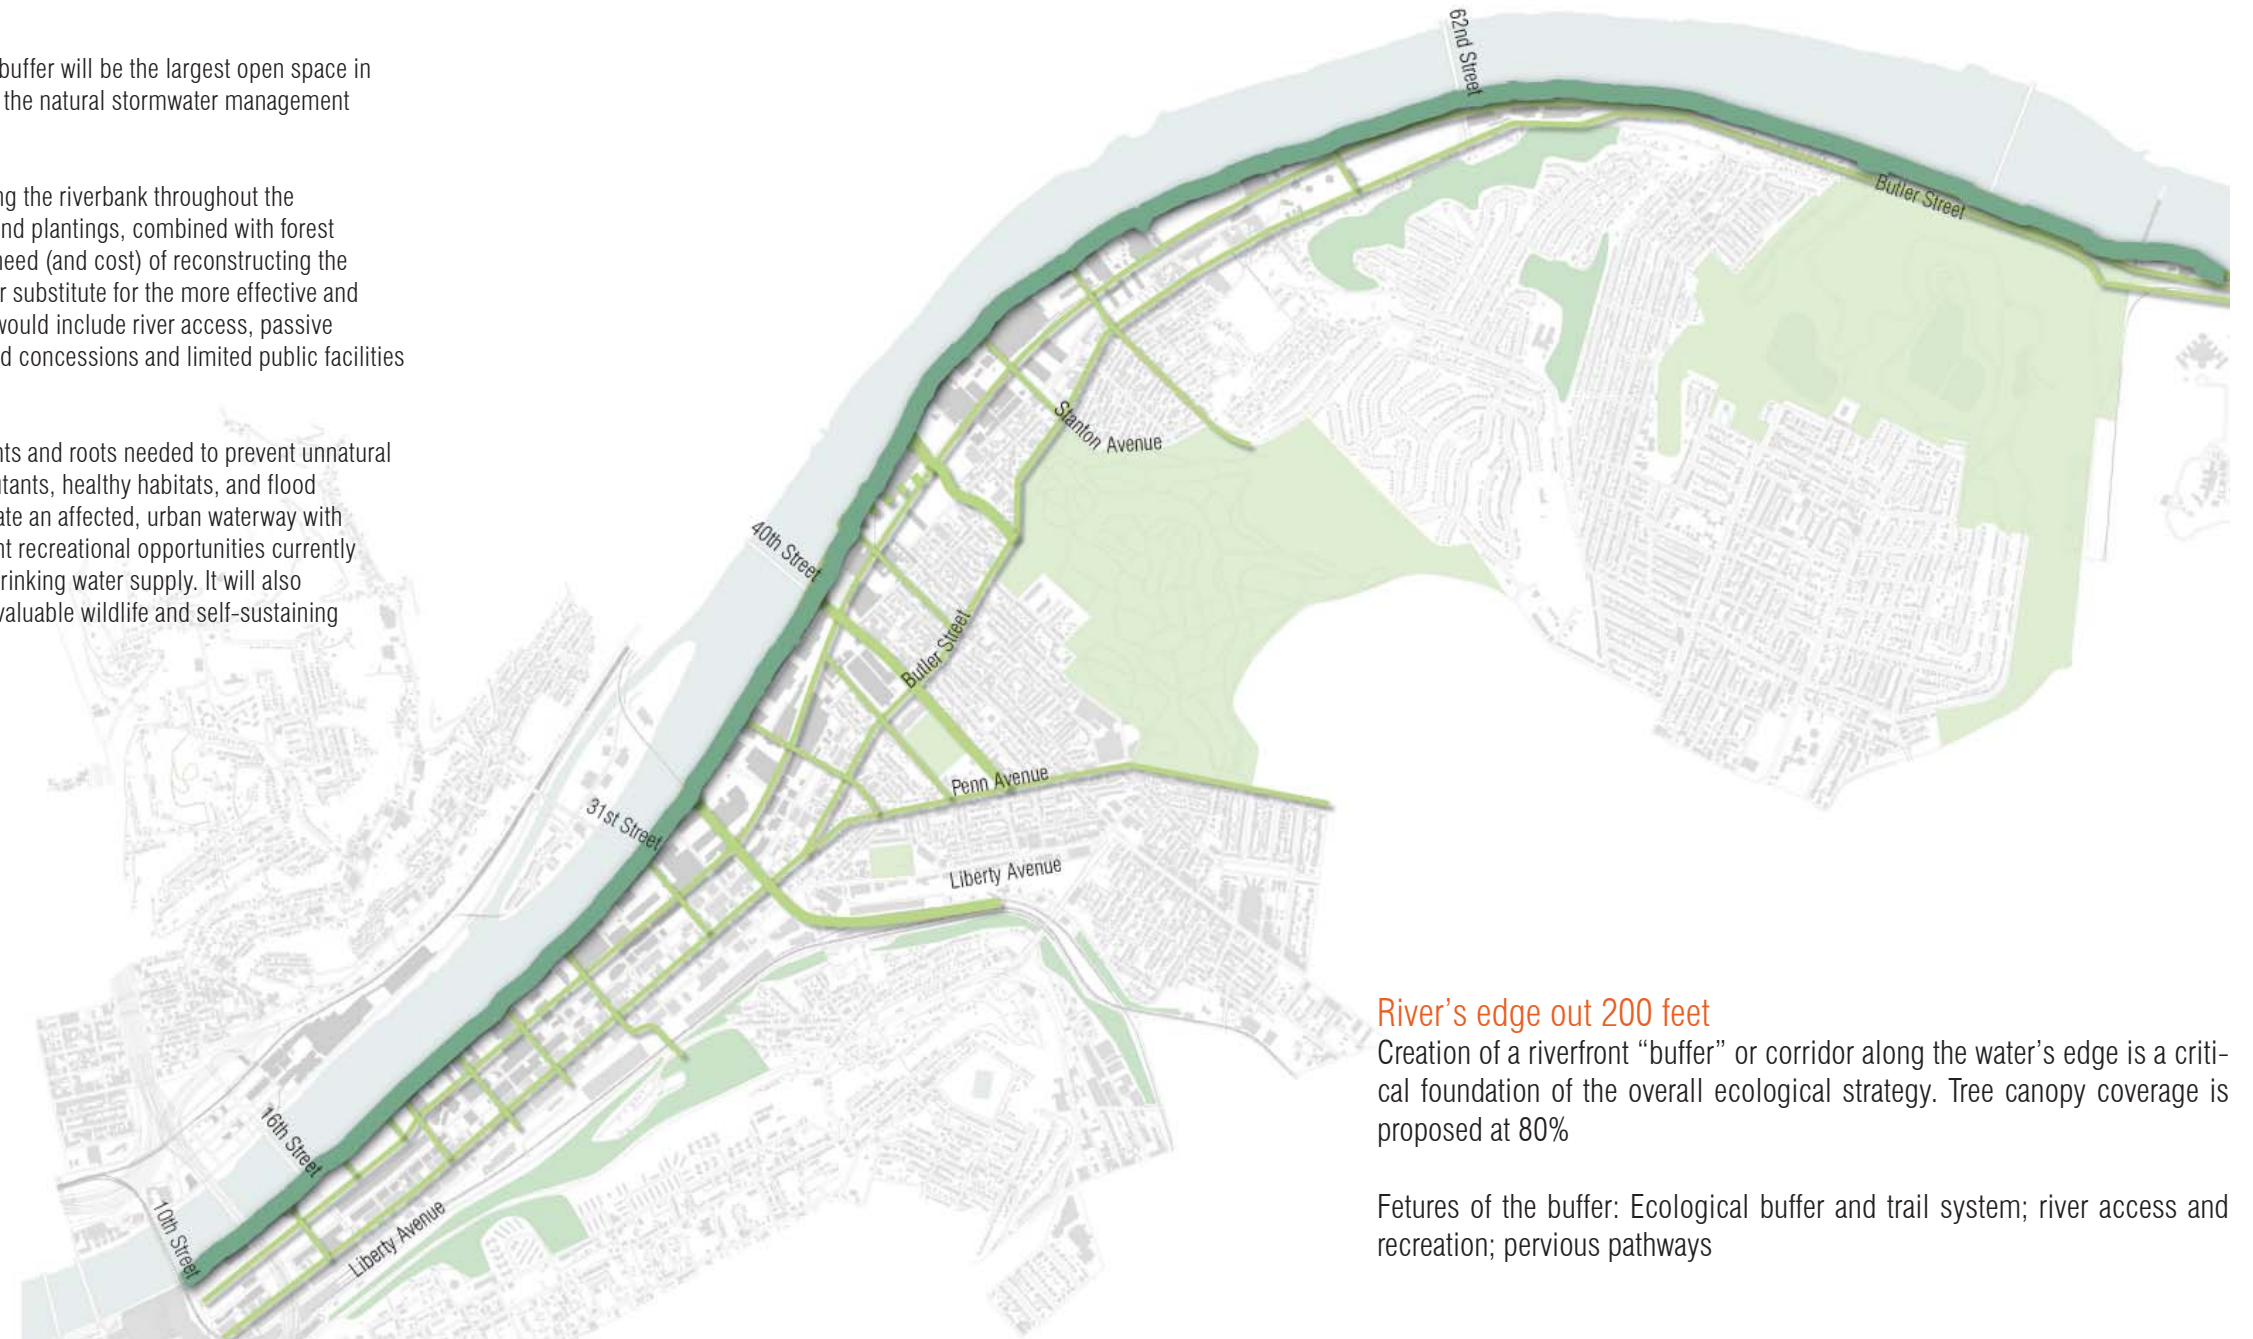 buffer will be the largest open space in
the natural stormwater management
ng the riverbank throughout the
nd plantings, combined with forest
need (and cost) of reconstructing the
r substitute for the more effective and
would include river access, passive
d concessions and limited public facilities
nts and roots needed to prevent unnatural
utants, healthy habitats, and flood
ate an affected, urban waterway with
nt recreational opportunities currently
rinking water supply. It will also
valuable wildlife and self-sustaining
62nd Street
Butler Street
Stanton Avenue
40th Street
Butler Street
Penn Avenue
31st Street
Liberty Avenue
16th Street
10th Street
Liberty Avenue
River’s edge out 200 feet
Creation of a riverfront “buffer” or corridor along the water’s edge is a criti-
cal foundation of the overall ecological strategy. Tree canopy coverage is
proposed at 80%
Fetures of the buffer: Ecological buffer and trail system; river access and
recreation; pervious pathways